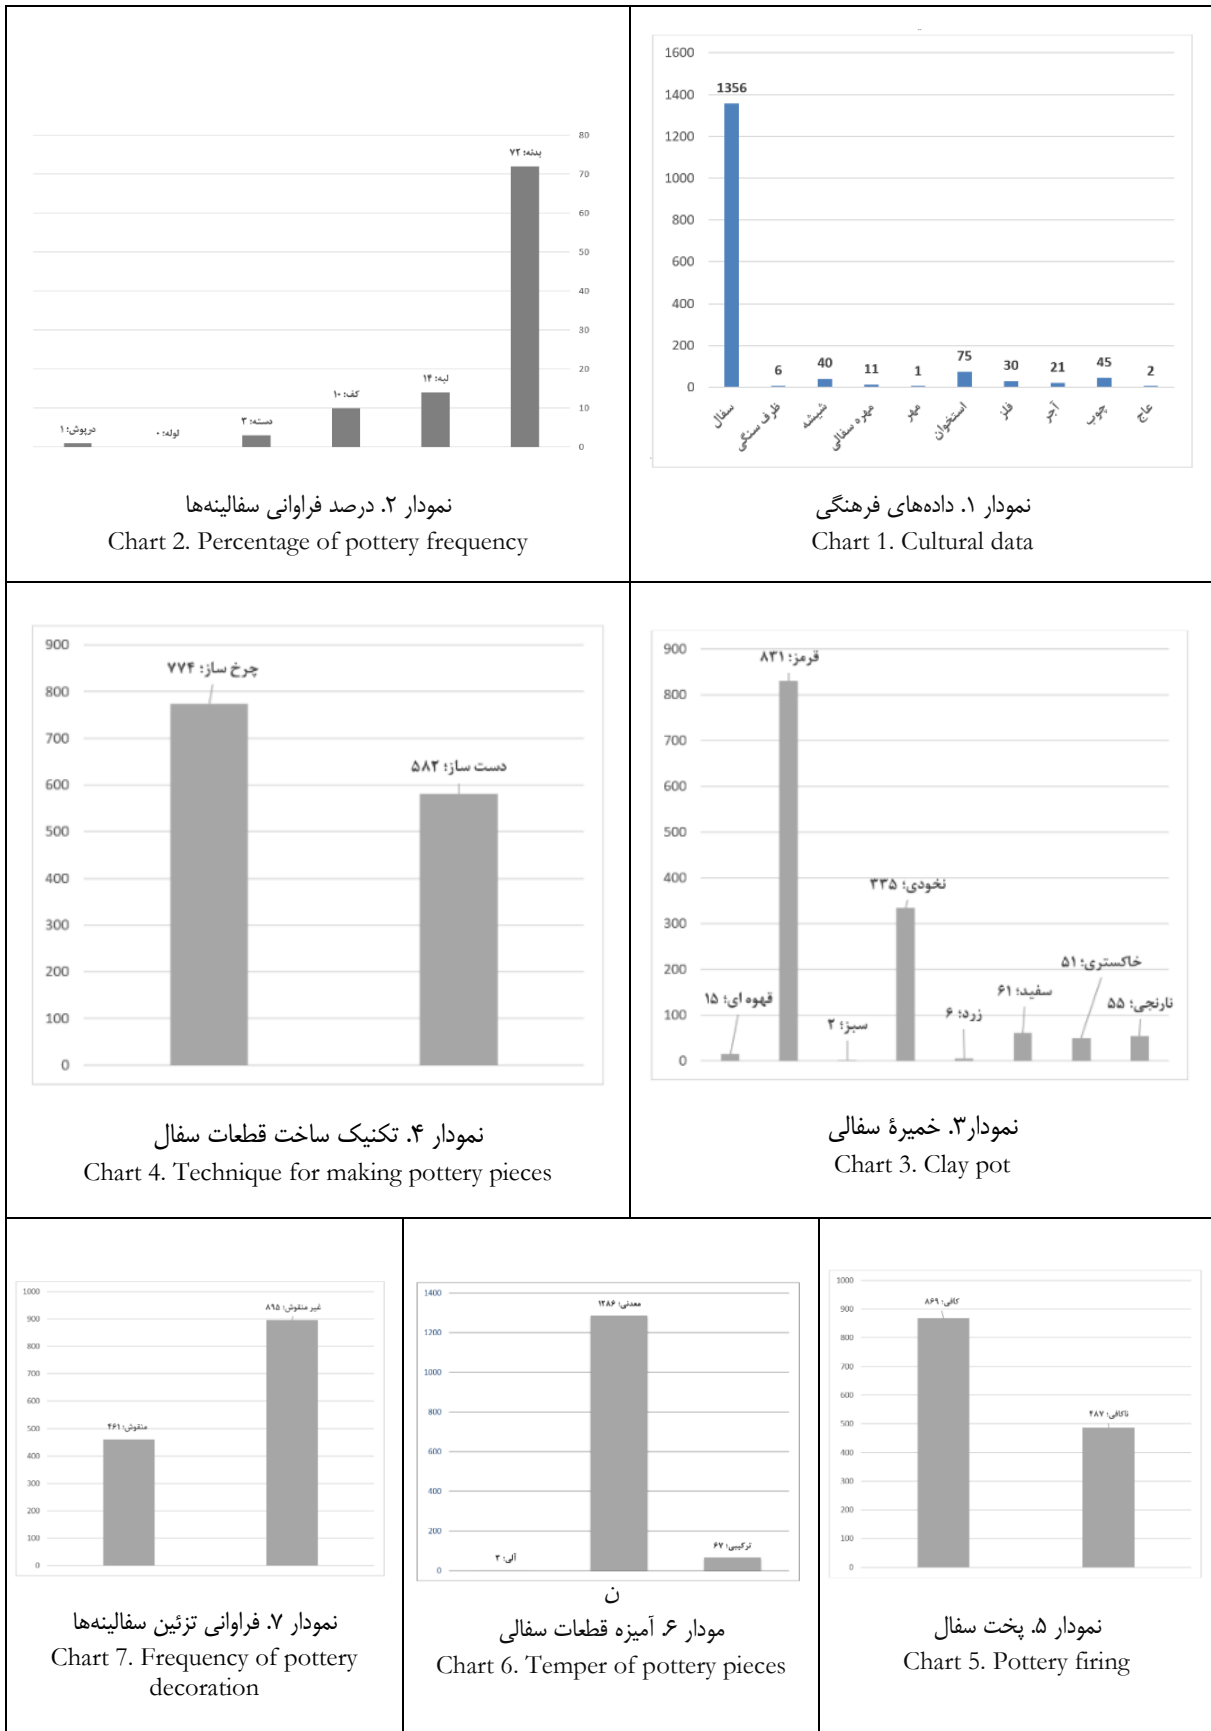 1600
1400
1200
1000
800
600
400
200
0
1356
6
40
11
1
75
30
21
45
2
سفال
ظرف سنگی
شیشه
مهره سفالی
مهر
استخوان
فلز
آجر
چوب
عاج
نمودار ۱. داده‌های فرهنگی
Chart 1. Cultural data
80
70
60
50
40
30
20
10
0
بدنه؛ ۷۲
لبه؛ ۱۴
کف؛ ۱۰
دسته؛ ۳
لوله؛ ۰
درپوش؛ ۱
نمودار ۲. درصد فراوانی سفالینه‌ها
Chart 2. Percentage of pottery frequency
900
800
700
600
500
400
300
200
100
0
قهوه ای؛ ۱۵
قرمز؛ ۸۳۱
سبز؛ ۲
نخودی؛ ۳۳۵
زرد؛ ۶
سفید؛ ۶۱
خاکستری؛ ۵۱
نارنجی؛ ۵۵
نمودار۳. خمیرۀ سفالی
Chart 3. Clay pot
900
800
700
600
500
400
300
200
100
0
چرخ ساز؛ ۷۷۴
دست ساز؛ ۵۸۲
نمودار ۴. تکنیک ساخت قطعات سفال
Chart 4. Technique for making pottery pieces
1000
900
800
700
600
500
400
300
200
100
0
کافی؛ ۸۶۹
ناکافی؛ ۴۸۷
نمودار ۵. پخت سفال
Chart 5. Pottery firing
1400
1200
1000
800
600
400
200
0
معدنی؛ ۱۲۸۶
ترکیبی؛ ۶۷
ن
مودار ۶. آمیزه قطعات سفالی
Chart 6. Temper of pottery pieces
1000
900
800
700
600
500
400
300
200
100
0
غیر منقوش؛ ۸۹۵
منقوش؛ ۴۶۱
نمودار ۷. فراوانی تزئین سفالینه‌ها
Chart 7. Frequency of pottery
decoration